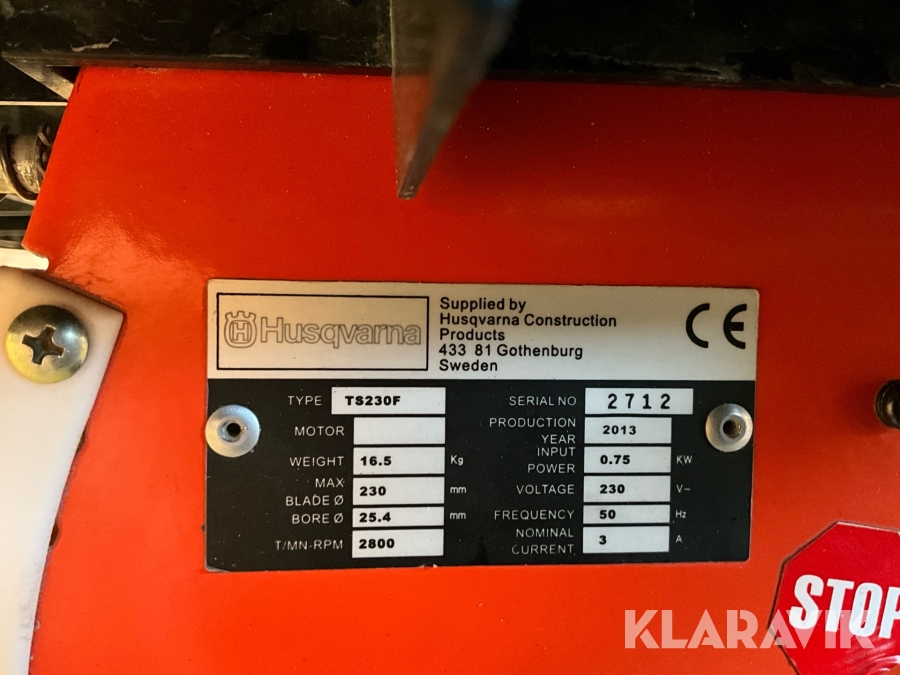 Husqvarna
Supplied by
Husqvarna Construction
Products
433 81 Gothenburg
Sweden
CE
TYPE TS230F
MOTOR
WEIGHT 16.5 Kg
MAX
BLADE Ø 230 mm
BORE Ø 25.4 mm
T/MN-RPM 2800
SERIAL NO 2712
PRODUCTION
YEAR 2013
INPUT
POWER 0.75 KW
VOLTAGE 230 V~
FREQUENCY 50 Hz
NOMINAL
CURRENT 3 A
STOP
KLARAVIK